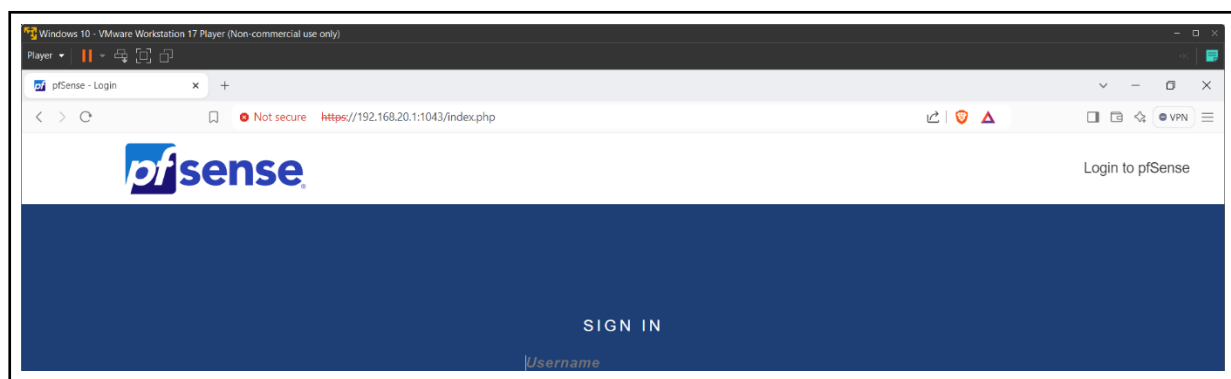 Windows 10 - VMware Workstation 17 Player (Non-commercial use only)
Player
pfSense - Login
Not secure https://192.168.20.1:1043/index.php
VPN
pfsense
Login to pfSense
SIGN IN
Username